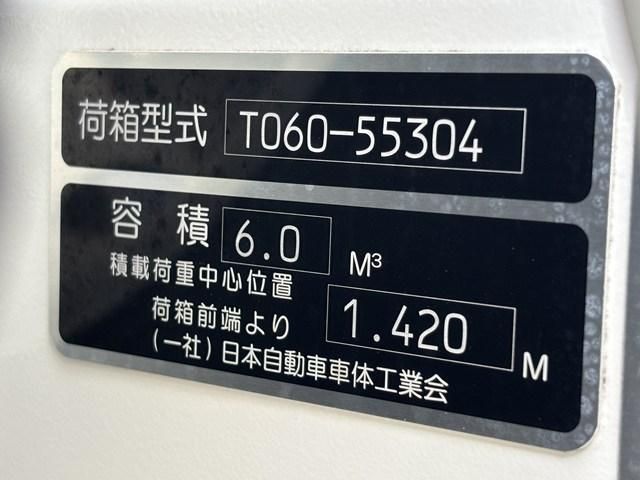 荷箱型式 TO60-55304
容 積 6.0 M³
積載荷重中心位置
荷箱前端より 1.420 M
(一社)日本自動車車体工業会